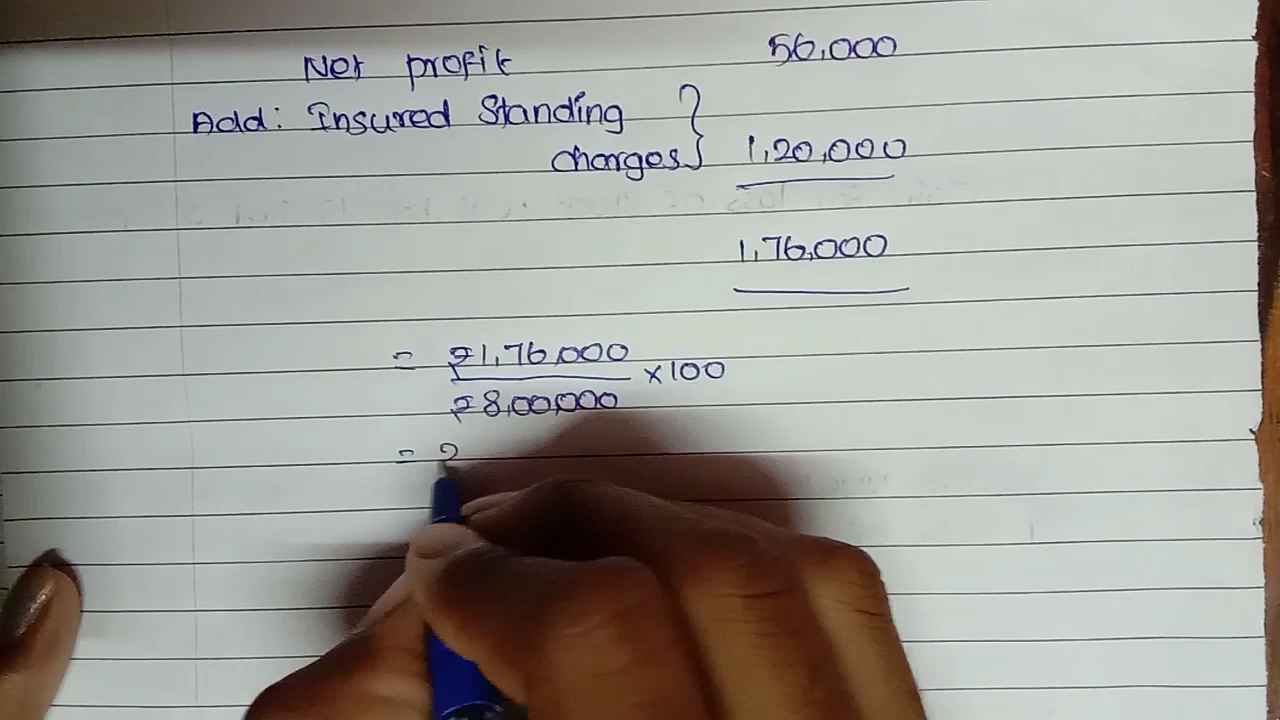 Net profit 56,000
Add: Insured Standing
charges} 1,20,000
1,76,000
= ₹1,76,000 ×100
₹8,00,000
= 2